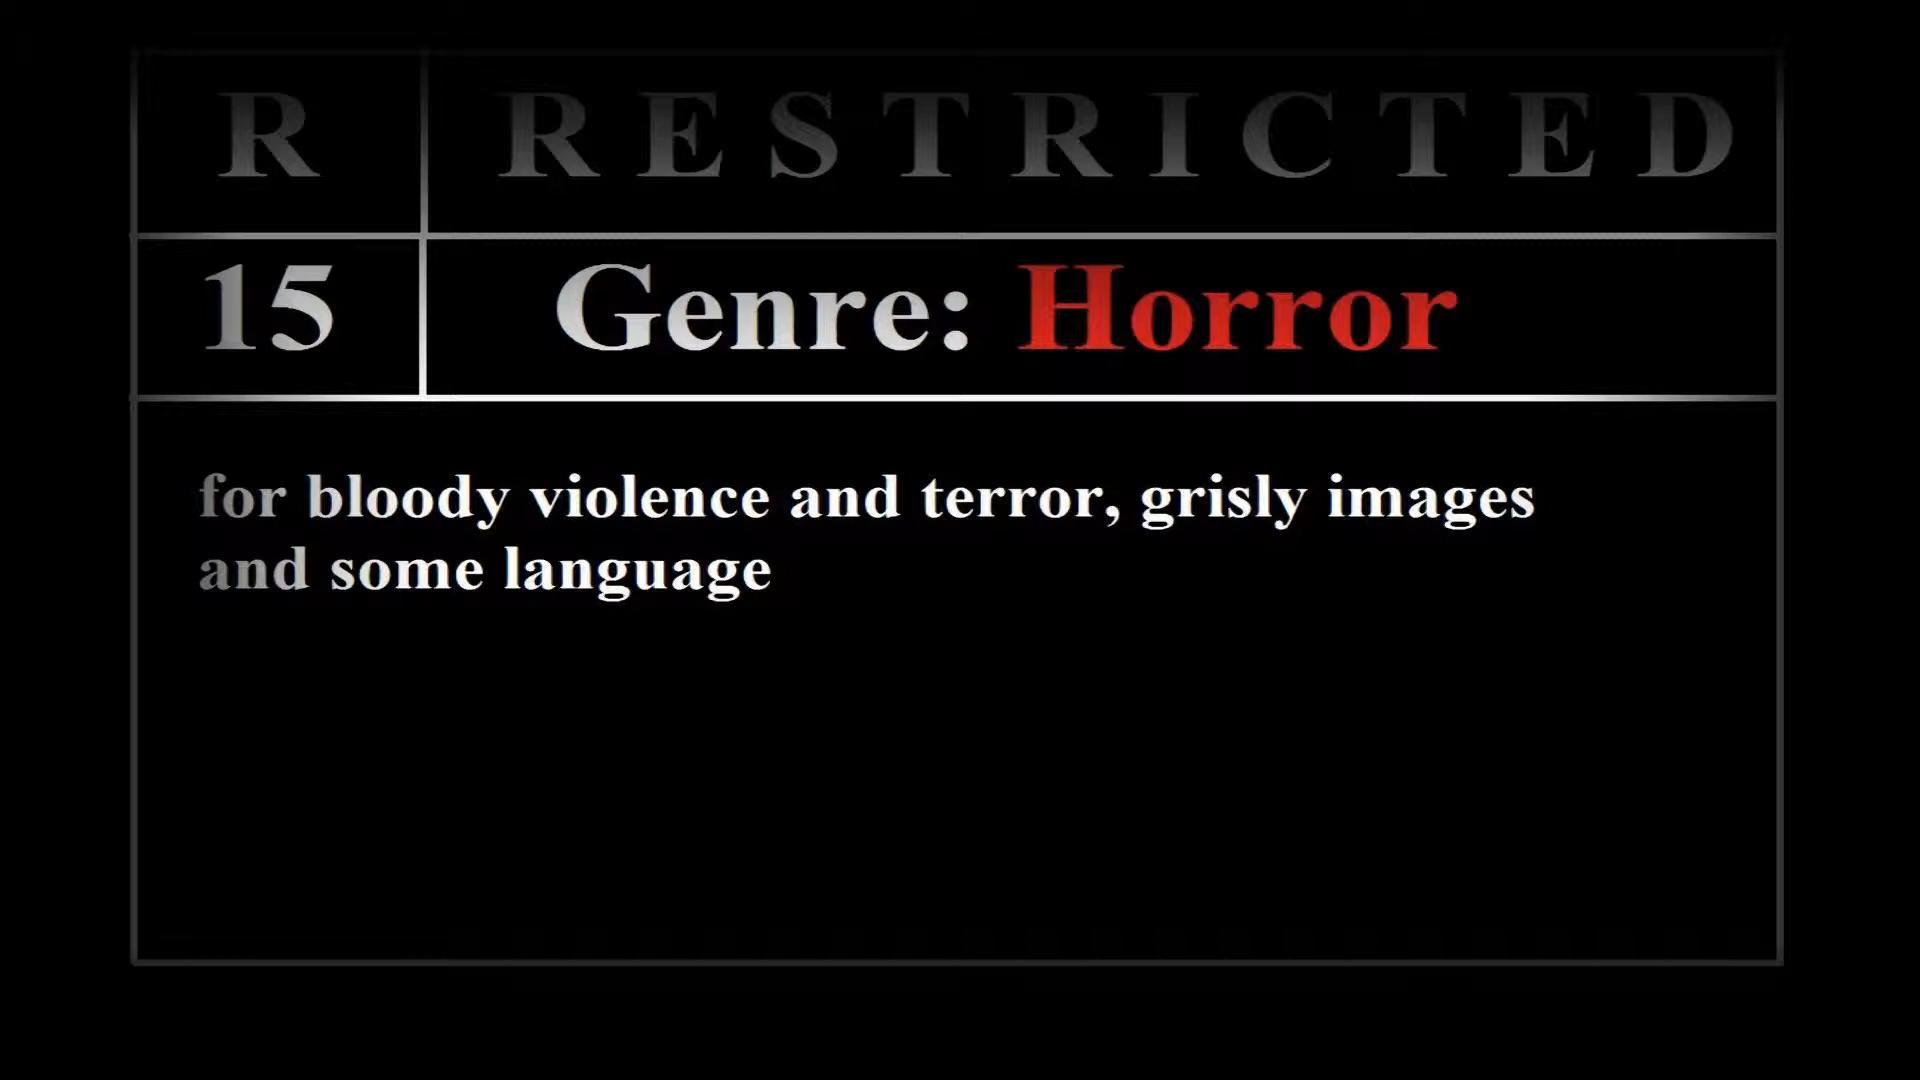 R RESTRICTED
15 Genre: Horror
for bloody violence and terror, grisly images
and some language